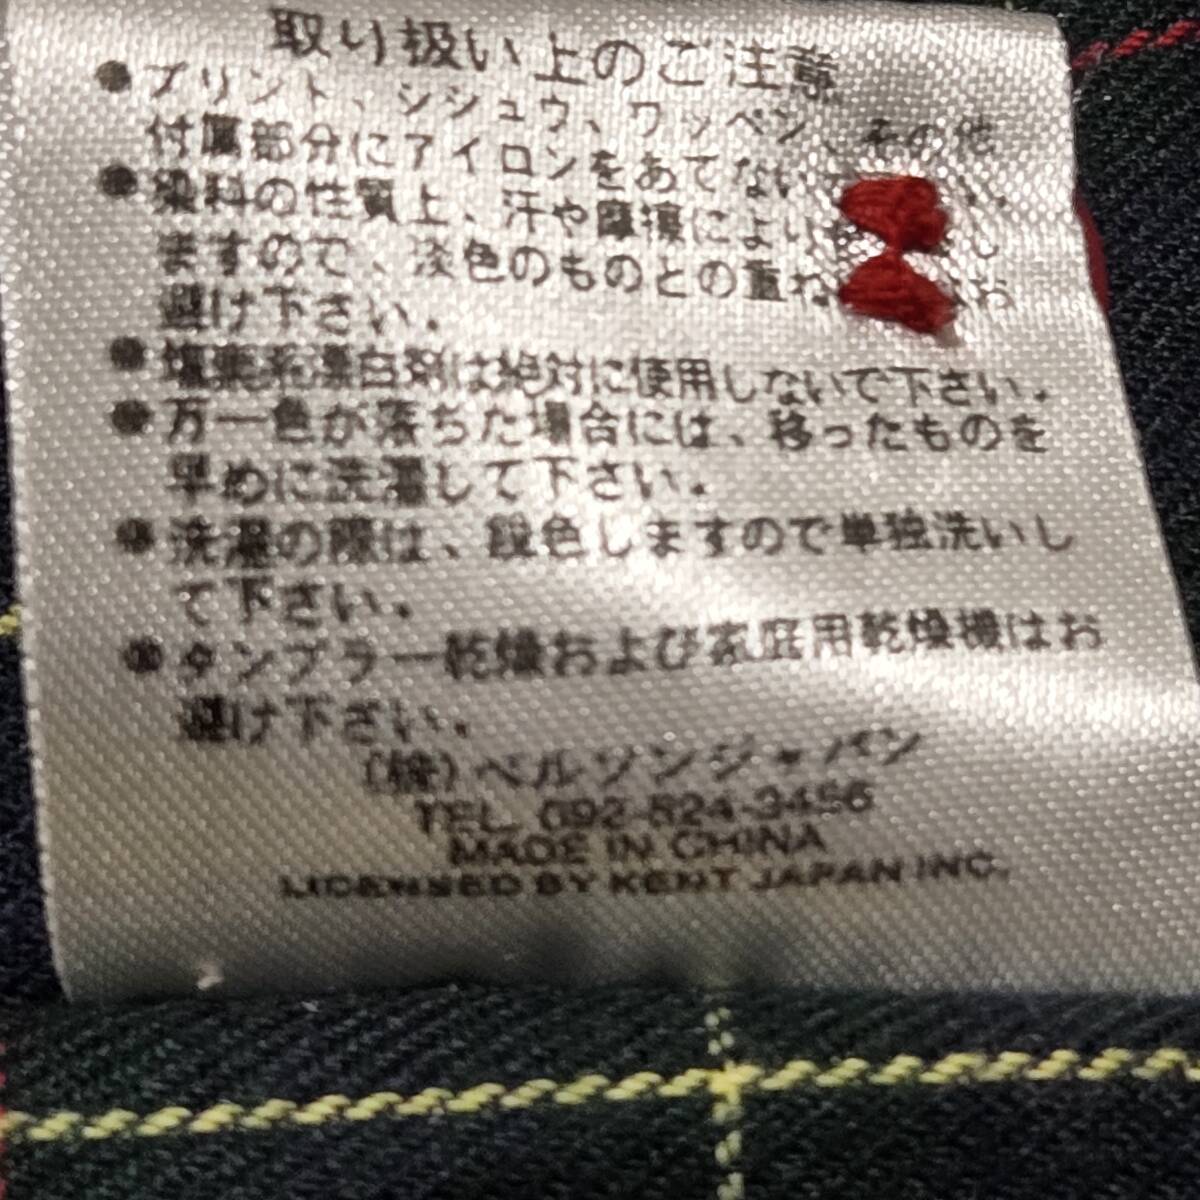 取り扱い上のご注意
●プリント、シシュウ、ワッペン、その他
付属部分にアイロンをあてない
●染料の性質上、汗や摩擦により
ますので、淡色のものとの重ね お
避け下さい。
●塩素系漂白剤は絶対に使用しないで下さい。
●万一色が落ちた場合には、移ったものを
早めに洗濯して下さい。
●洗濯の際は、脱色しますので単独洗いし
て下さい。
●タンブラー乾燥および家庭用乾燥機はお
避け下さい。
(株)ベルソンジャパン
TEL 092-524-3456
MADE IN CHINA
LICENSED BY KENT JAPAN INC.